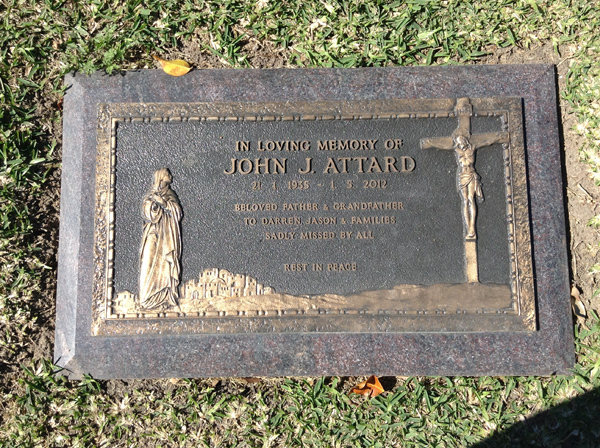 IN LOVING MEMORY OF
JOHN J. ATTARD
21 . 1 . 1935 - 1 . 3 . 2012
BELOVED FATHER & GRANDFATHER
TO DARREN, JASON & FAMILIES
SADLY MISSED BY ALL
REST IN PEACE